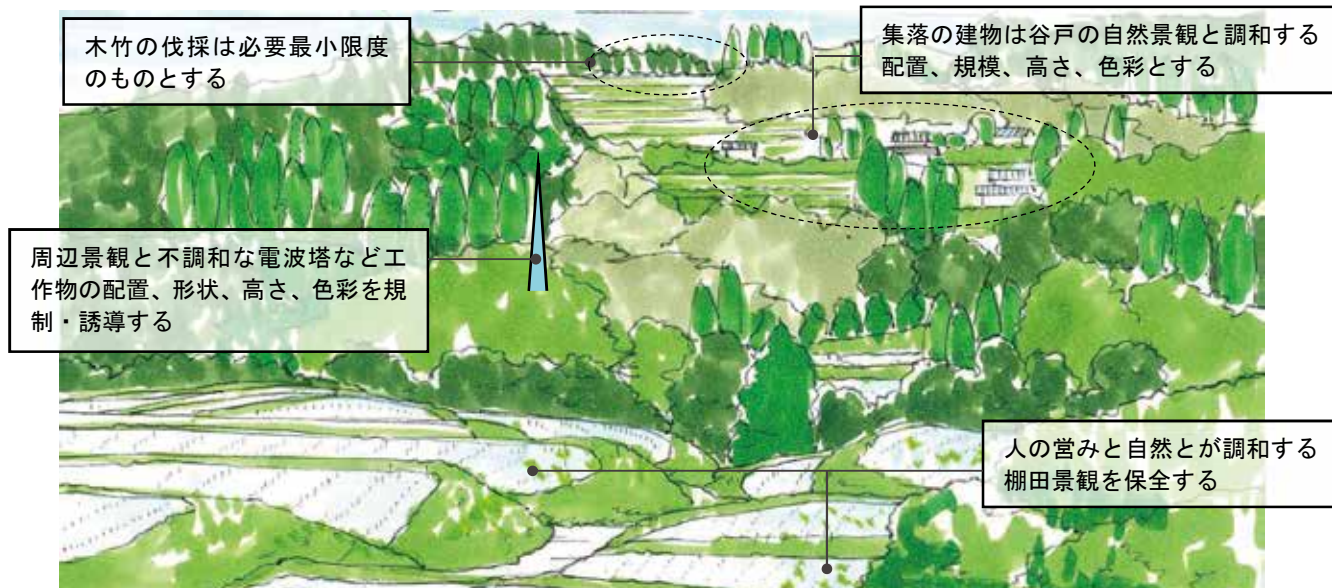 木竹の伐採は必要最小限度
のものとする
集落の建物は谷戸の自然景観と調和する
配置、規模、高さ、色彩とする
周辺景観と不調和な電波塔など工
作物の配置、形状、高さ、色彩を規
制・誘導する
人の営みと自然とが調和する
棚田景観を保全する